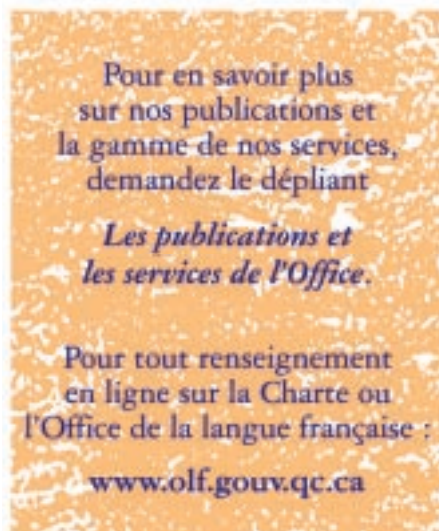 Pour en savoir plus
sur nos publications et
la gamme de nos services,
demandez le dépliant
Les publications et
les services de l'Office.
Pour tout renseignement
en ligne sur la Charte ou
l'Office de la langue française :
www.olf.gouv.qc.ca